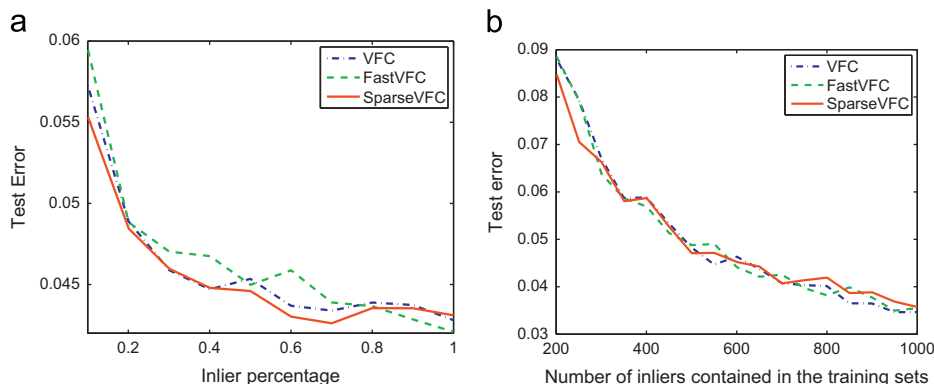 a
0.06
0.055
0.05
0.045
Test Error
VFC
FastVFC
SparseVFC
0.2 0.4 0.6 0.8 1
Inlier percentage
b
0.09
0.08
0.07
0.06
0.05
0.04
0.03
Test error
VFC
FastVFC
SparseVFC
200 400 600 800 1000
Number of inliers contained in the training sets